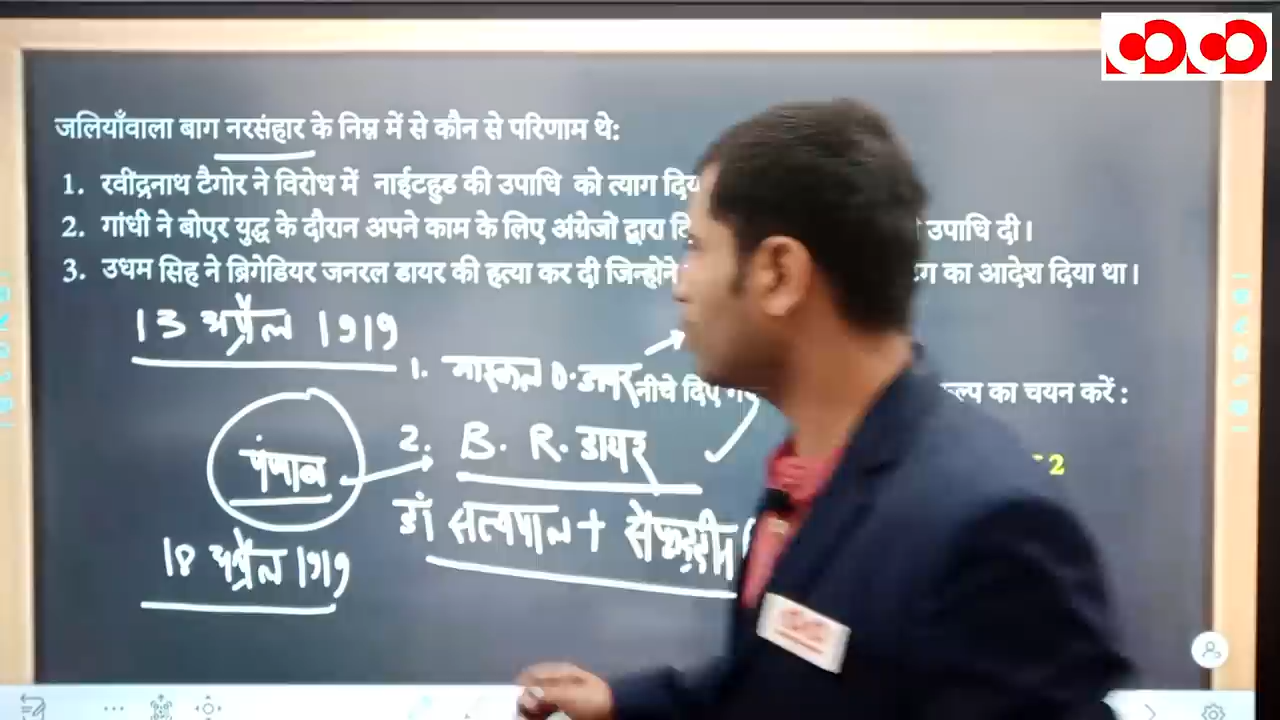 जलियाँवाला बाग नरसंहार के निम्न में से कौन से परिणाम थे:
1. रवींद्रनाथ टैगोर ने विरोध में नाईटहुड की उपाधि को त्याग
2. गांधी ने बोएर युद्ध के दौरान अपने काम के लिए अंग्रेजों द्वारा उपाधि दी।
3. उधम सिह ने ब्रिगेडियर जनरल डायर की हत्या कर दी जिन्होने का आदेश दिया था।
13 अप्रैल 1919
1. माइकल O. डायर
नीचे दिए का चयन करें :
2. B. R. डायर
2
पंजाब
डॉ सत्यपाल + सैफुद्दीन
18 अप्रैल 1919